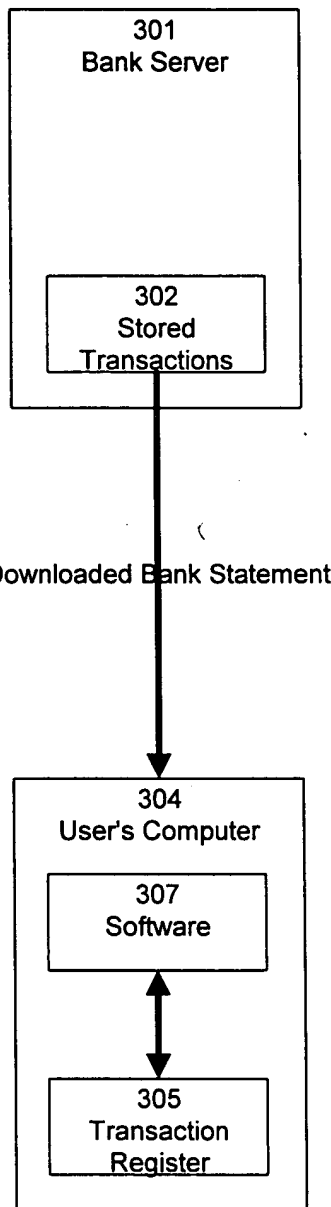 301
Bank Server
302
Stored
Transactions
Downloaded Bank Statement
304
User's Computer
307
Software
305
Transaction
Register